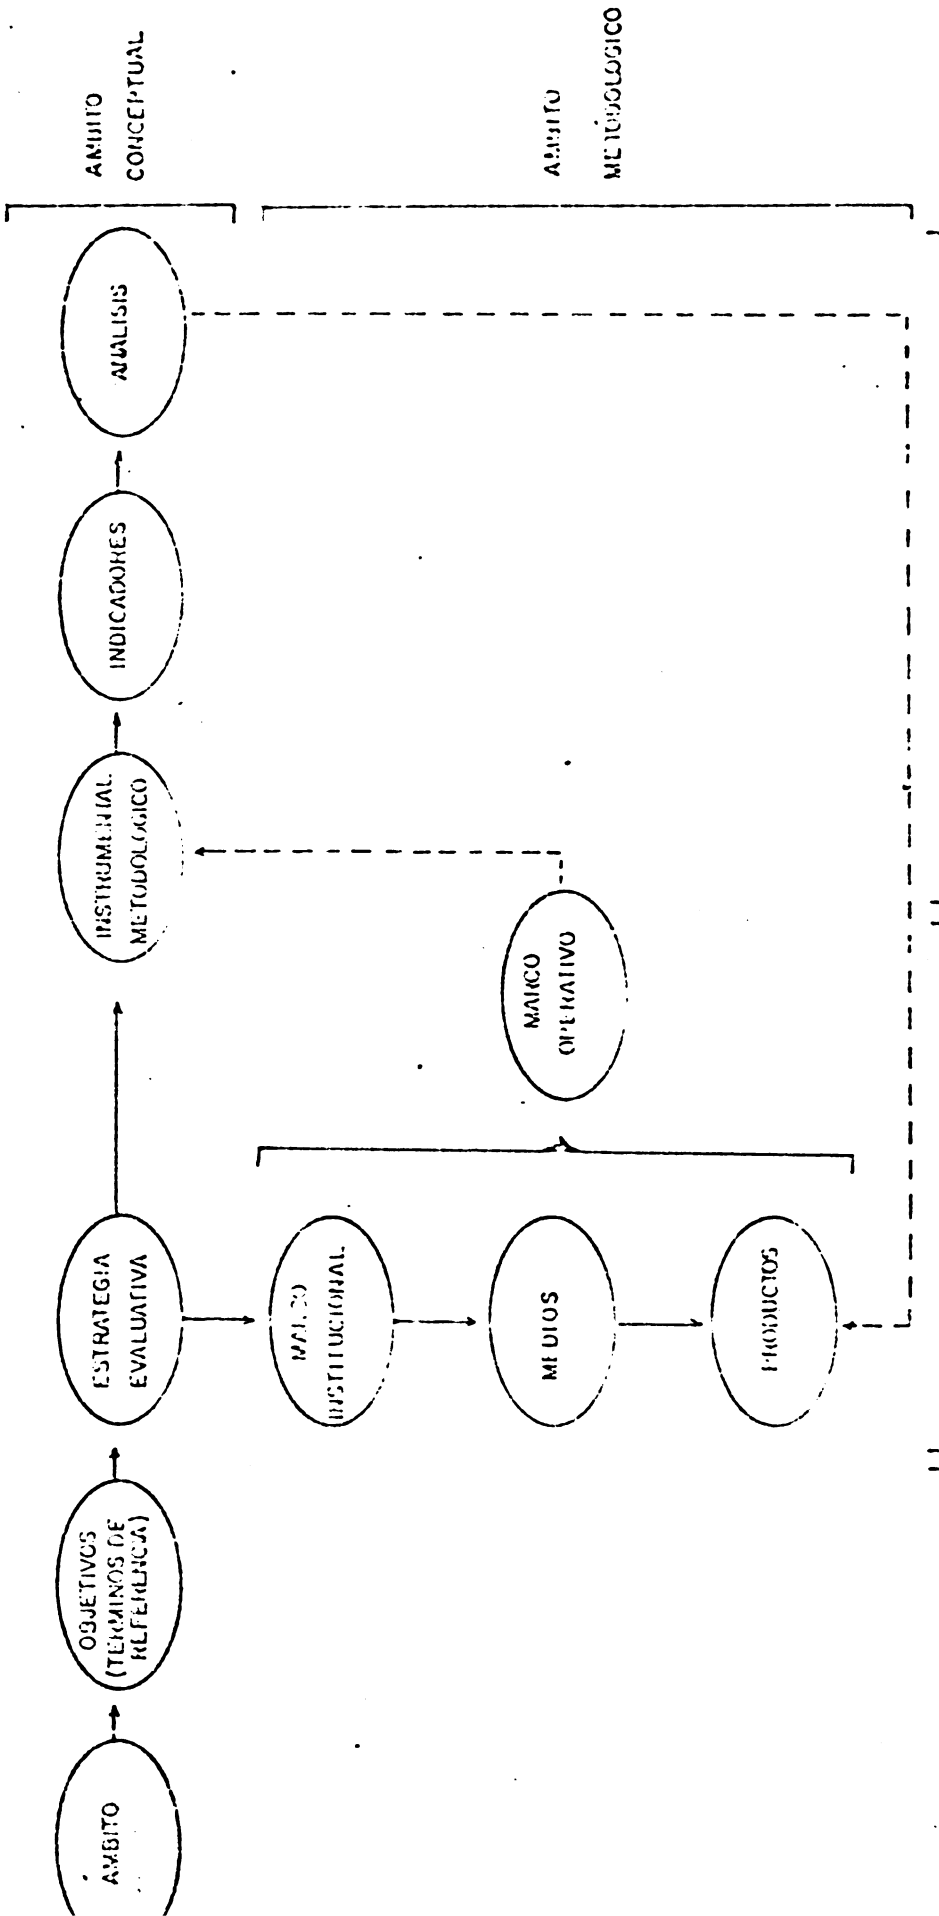 AMBITO
CONCEPTUAL
AMBITO
OBJETIVOS
(TERMINOS DE
REFERENCIA)
ESTRATEGIA
EVALUATIVA
INSTRUMENTAL
METODOLOGICO
INDICADORES
ANALISIS
INSTITUCIONAL
MEDIOS
PRODUCTOS
MARCO
OPERATIVO
AMBITO
METODOLOGICO